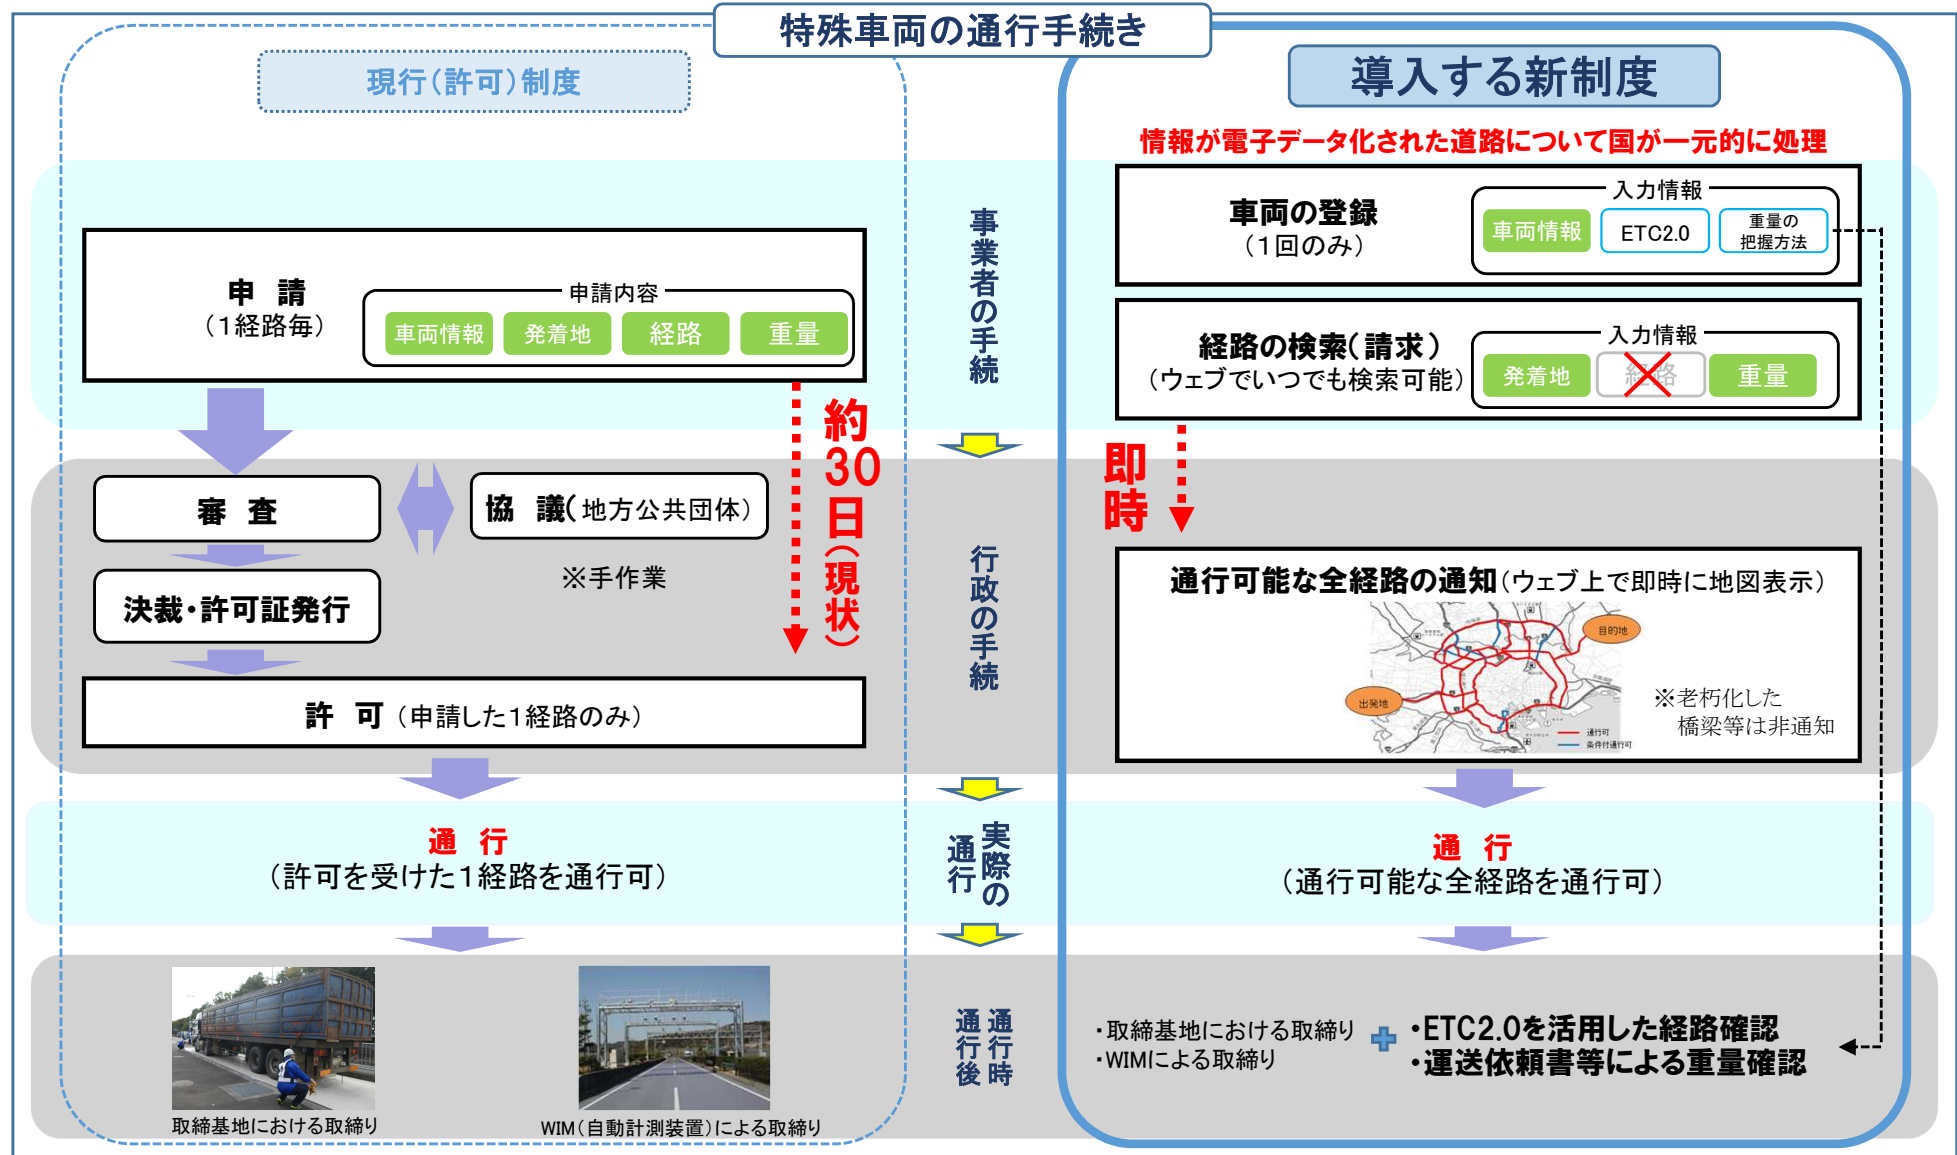 特殊車両の通行手続き
現行(許可)制度
申 請
(1経路毎)
申請内容
車両情報
発着地
経路
重量
約30日(現状)
審 査
協 議(地方公共団体)
※手作業
決裁・許可証発行
許 可 (申請した1経路のみ)
通 行
(許可を受けた1経路を通行可)
取締基地における取締り
WIM(自動計測装置)による取締り
事業者の手続
行政の手続
実際の
通行
通行時
通行後
導入する新制度
情報が電子データ化された道路について国が一元的に処理
車両の登録
(1回のみ)
入力情報
車両情報
ETC2.0
重量の
把握方法
経路の検索(請求)
(ウェブでいつでも検索可能)
入力情報
発着地
経路
重量
即時
通行可能な全経路の通知(ウェブ上で即時に地図表示)
目的地
出発地
通行可
条件付通行可
※老朽化した
橋梁等は非通知
通 行
(通行可能な全経路を通行可)
・取締基地における取締り
・WIMによる取締り
・ETC2.0を活用した経路確認
・運送依頼書等による重量確認